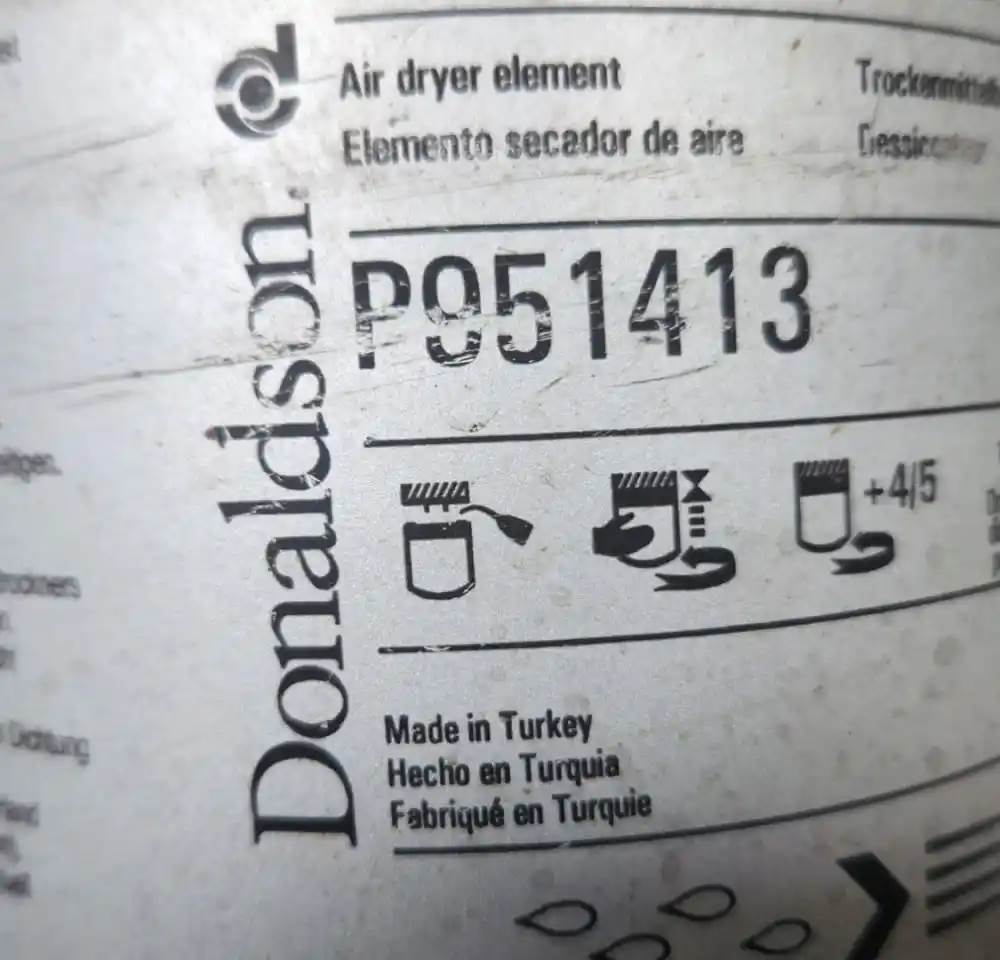 Donaldson.
Air dryer element
Elemento secador de aire
P951413
+4/5
Made in Turkey
Hecho en Turquia
Fabriqué en Turquie
Dichtung